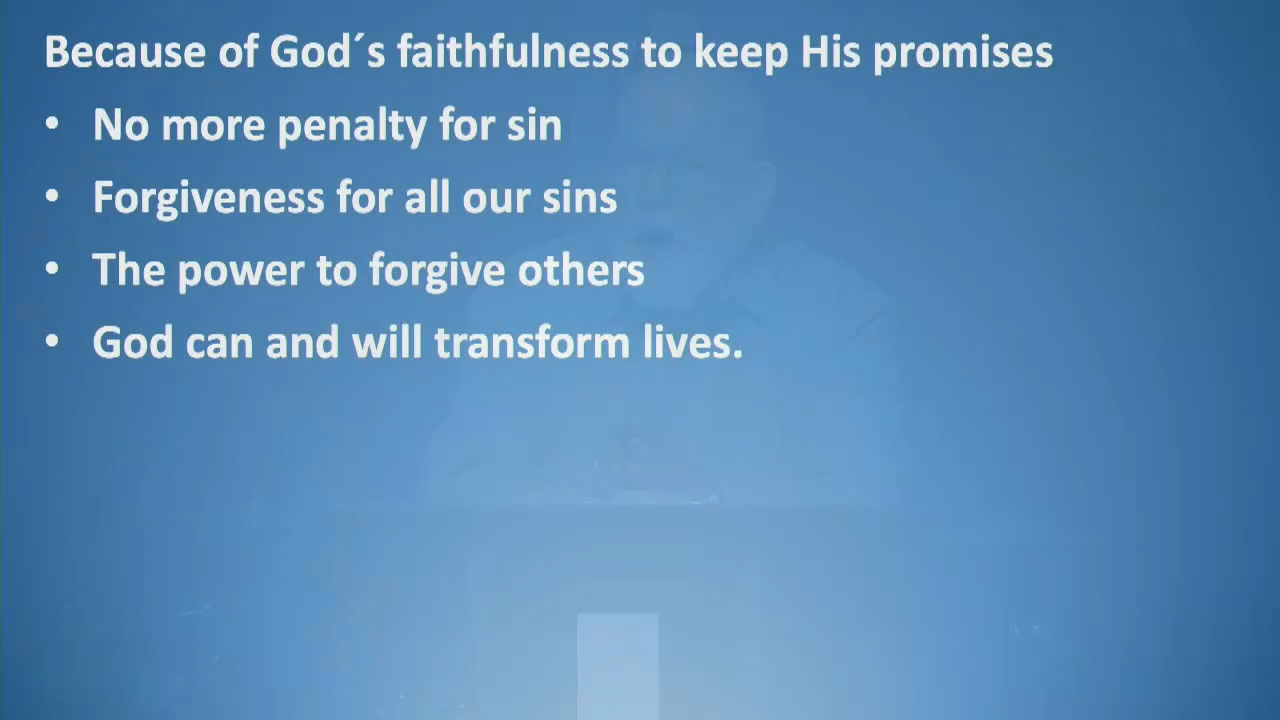 Because of God´s faithfulness to keep His promises
• No more penalty for sin
• Forgiveness for all our sins
• The power to forgive others
• God can and will transform lives.